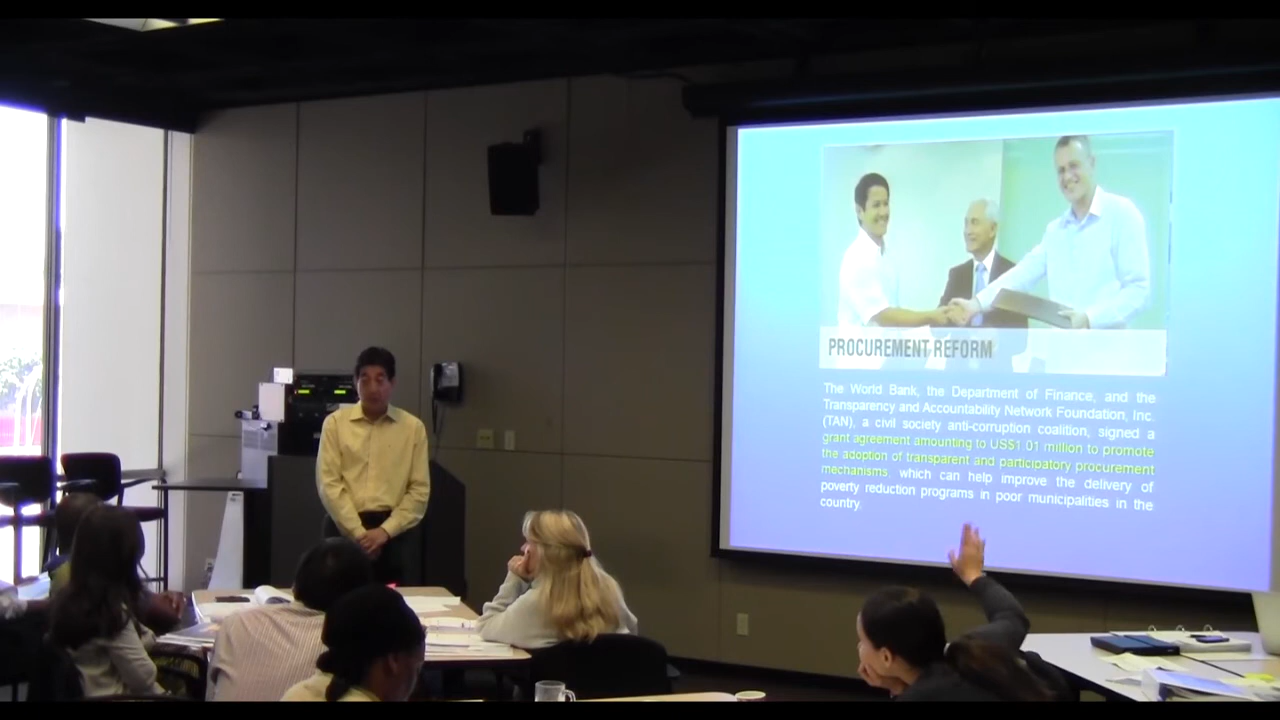 PROCUREMENT REFORM
The World Bank, the Department of Finance, and the
Transparency and Accountability Network Foundation, Inc.
(TAN), a civil society anti-corruption coalition, signed a
grant agreement amounting to US$1.01 million to promote
the adoption of transparent and participatory procurement
mechanisms, which can help improve the delivery of
poverty reduction programs in poor municipalities in the
country.